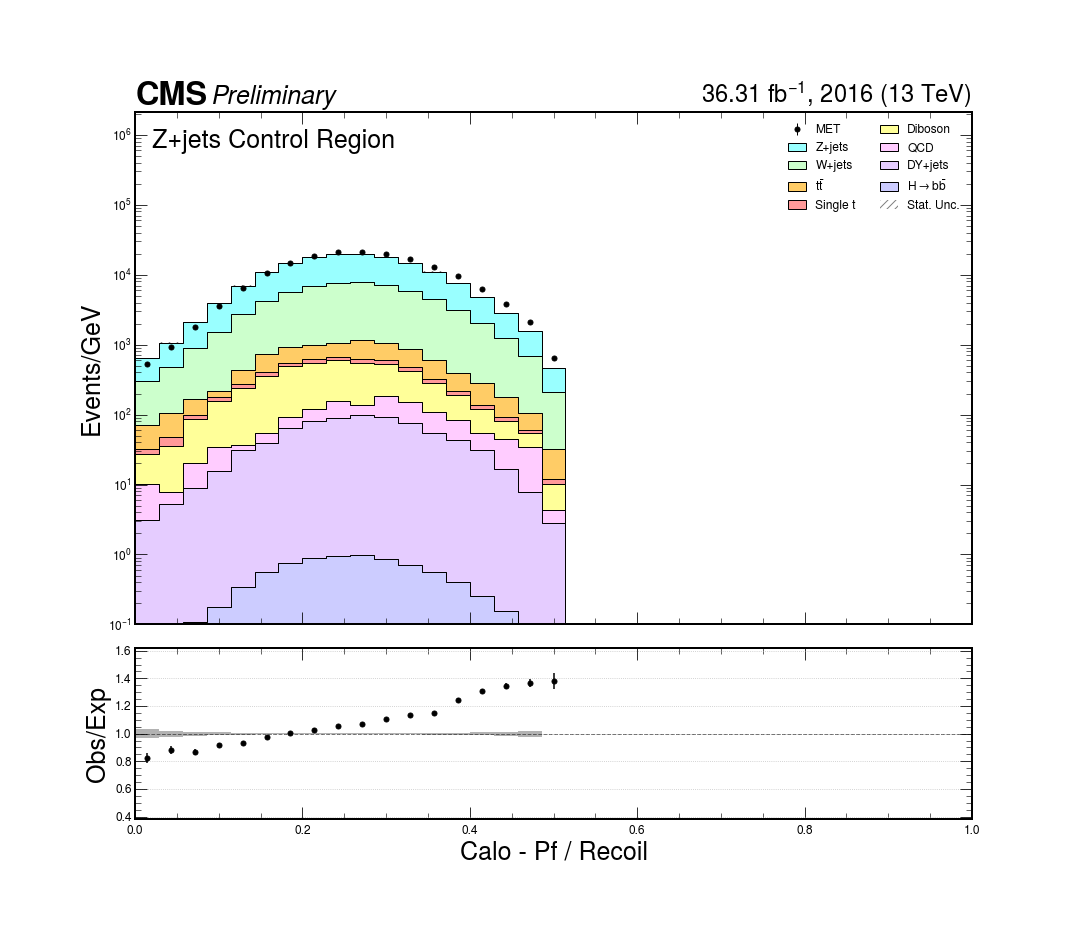 CMS Preliminary 36.31 fb⁻¹, 2016 (13 TeV)
Z+jets Control Region
MET
Z+jets
W+jets
tt̄
Single t
Diboson
QCD
DY+jets
H→bb̄
Stat. Unc.
Events/GeV
10⁶
10⁵
10⁴
10³
10²
10¹
10⁰
10⁻¹
Obs/Exp
1.6
1.4
1.2
1.0
0.8
0.6
0.4
0.0 0.2 0.4 0.6 0.8 1.0
Calo - Pf / Recoil